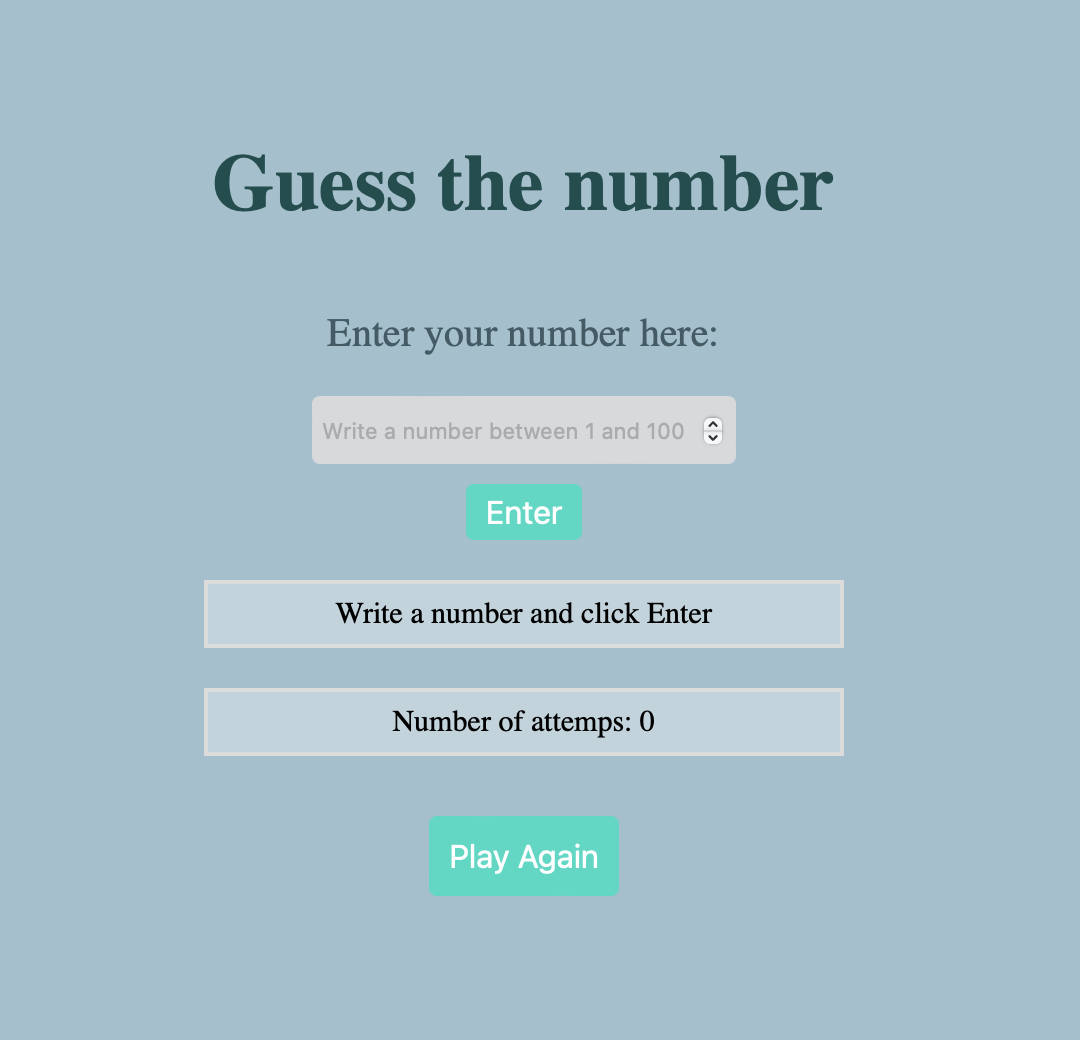 Guess the number
Enter your number here:
Write a number between 1 and 100
Enter
Write a number and click Enter
Number of attemps: 0
Play Again